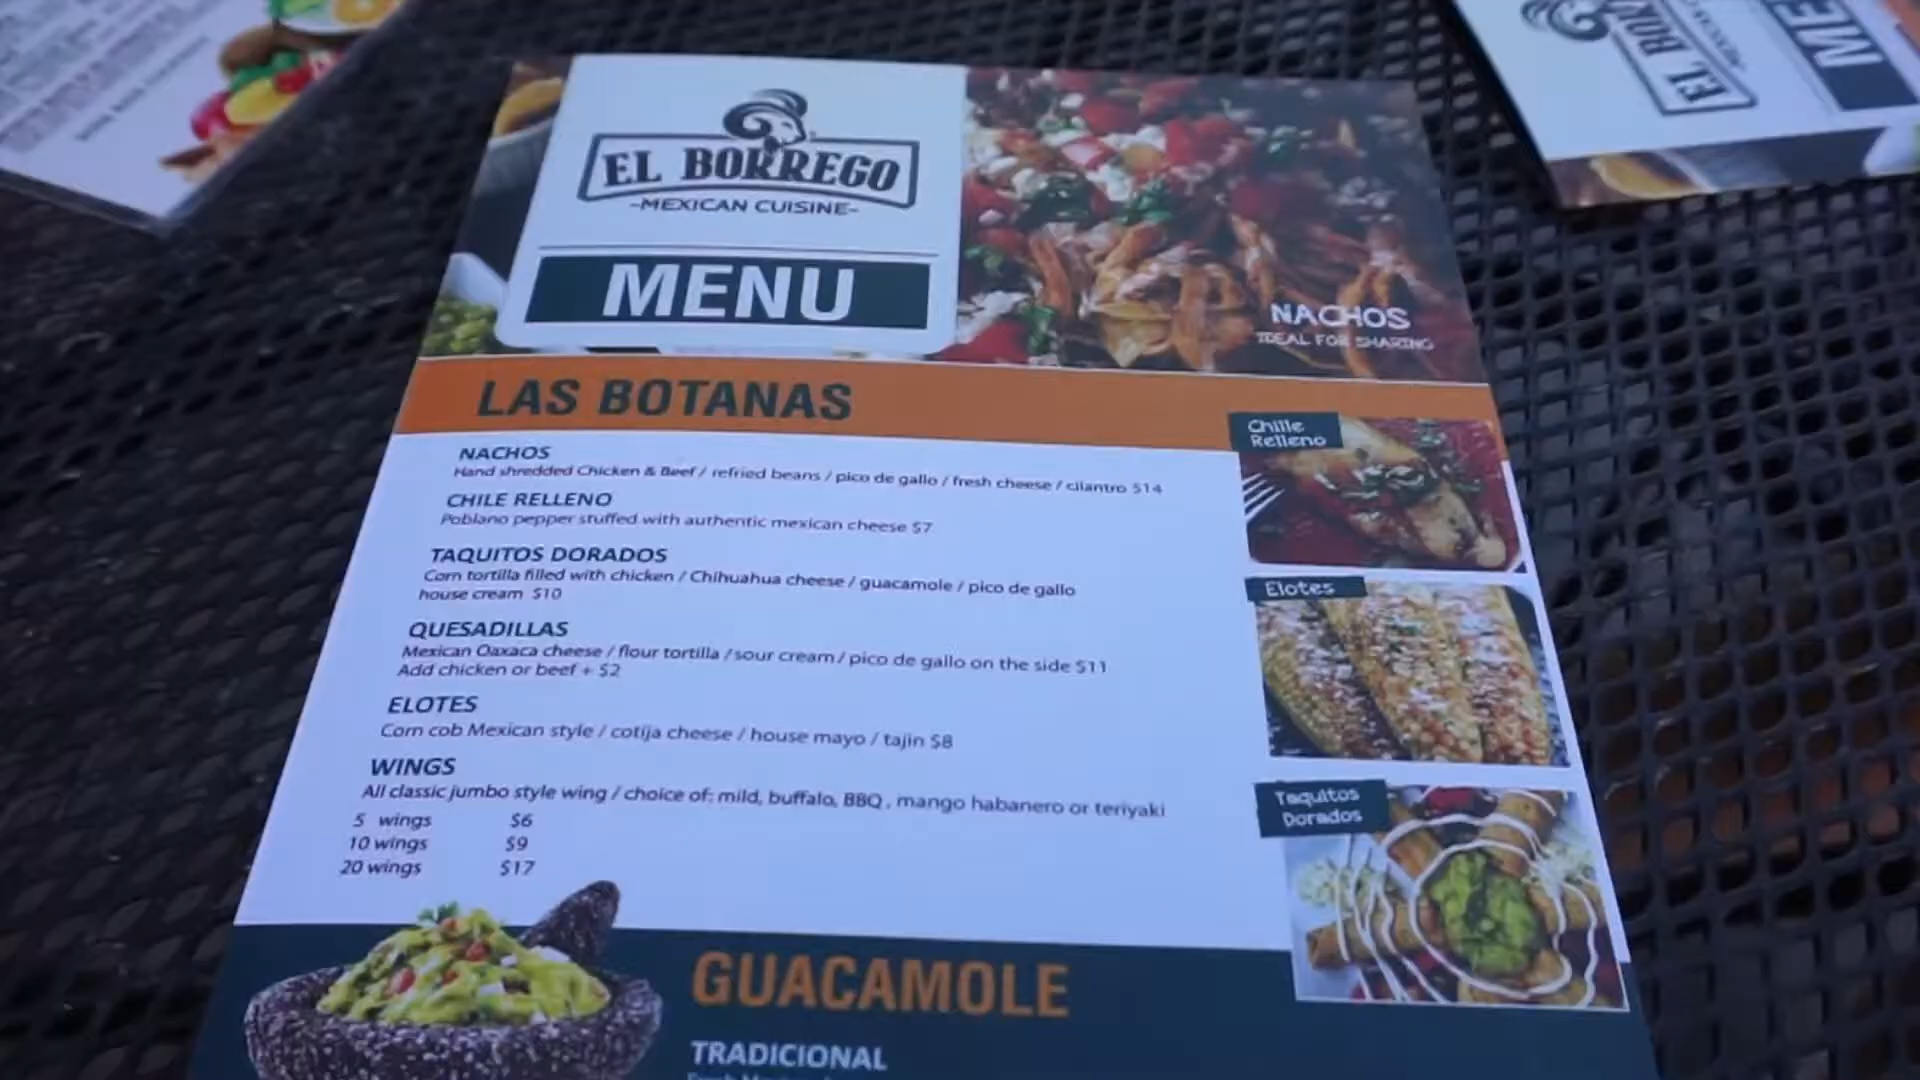 EL BORREGO
-MEXICAN CUISINE-
MENU
NACHOS
IDEAL FOR SHARING
LAS BOTANAS
NACHOS
Hand shredded Chicken & Beef / refried beans / pico de gallo / fresh cheese / cilantro $14
CHILE RELLENO
Poblano pepper stuffed with authentic mexican cheese $7
TAQUITOS DORADOS
Corn tortilla filled with chicken / Chihuahua cheese / guacamole / pico de gallo
house cream $10
QUESADILLAS
Mexican Oaxaca cheese / flour tortilla / sour cream / pico de gallo on the side $11
Add chicken or beef + $2
ELOTES
Corn cob Mexican style / cotija cheese / house mayo / tajin $8
WINGS
All classic jumbo style wing / choice of: mild, buffalo, BBQ , mango habanero or teriyaki
5 wings $6
10 wings $9
20 wings $17
Chille
Relleno
Elotes
Taquitos
Dorados
GUACAMOLE
TRADICIONAL
EL BOR
ME